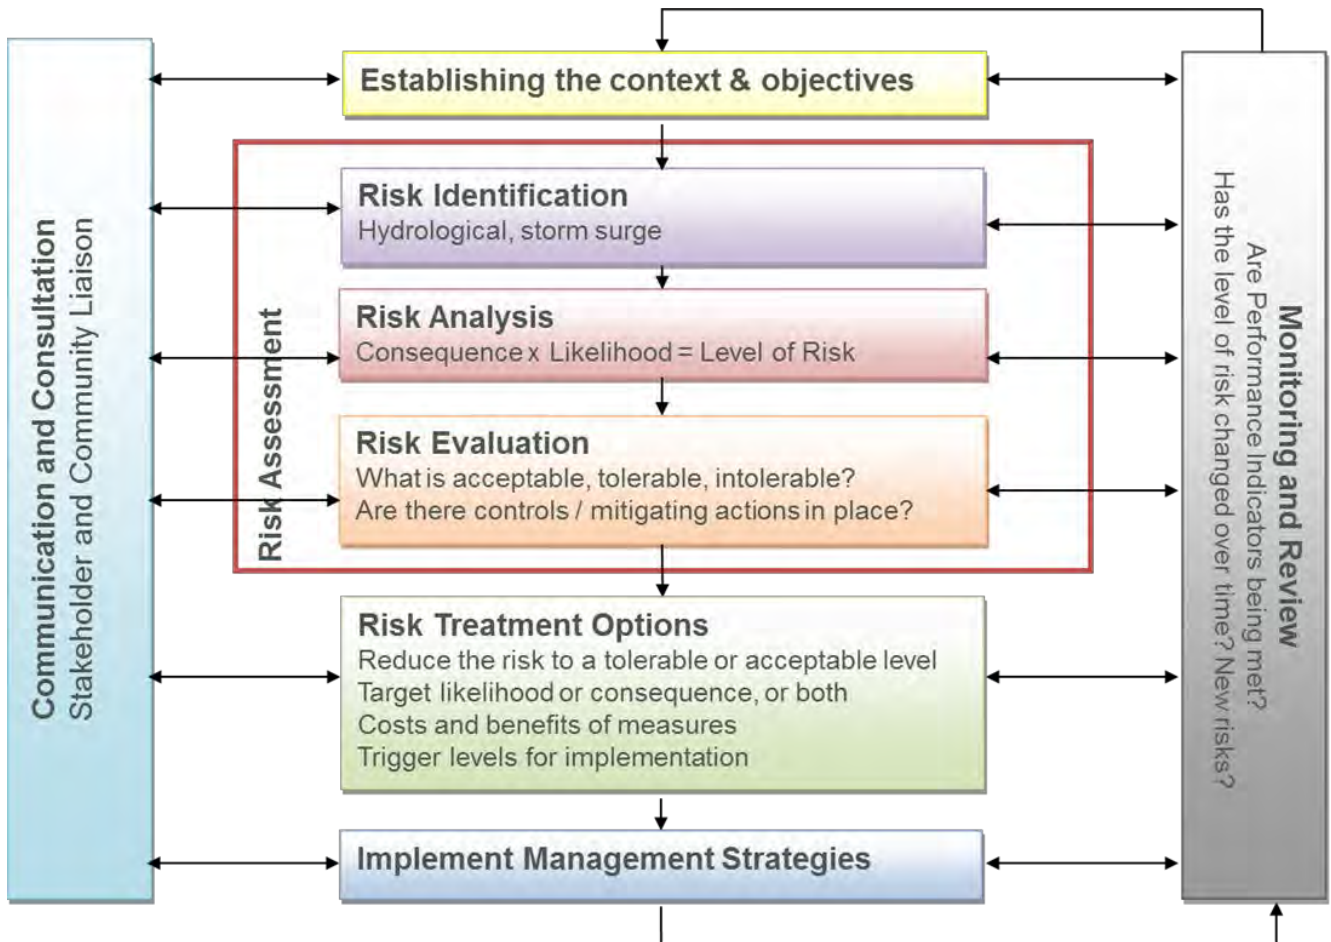 Communication and Consultation
Stakeholder and Community Liaison
Establishing the context & objectives
Risk Assessment
Risk Identification
Hydrological, storm surge
Risk Analysis
Consequence x Likelihood = Level of Risk
Risk Evaluation
What is acceptable, tolerable, intolerable?
Are there controls / mitigating actions in place?
Risk Treatment Options
Reduce the risk to a tolerable or acceptable level
Target likelihood or consequence, or both
Costs and benefits of measures
Trigger levels for implementation
Implement Management Strategies
Monitoring and Review
Are Performance Indicators being met?
Has the level of risk changed over time? New risks?